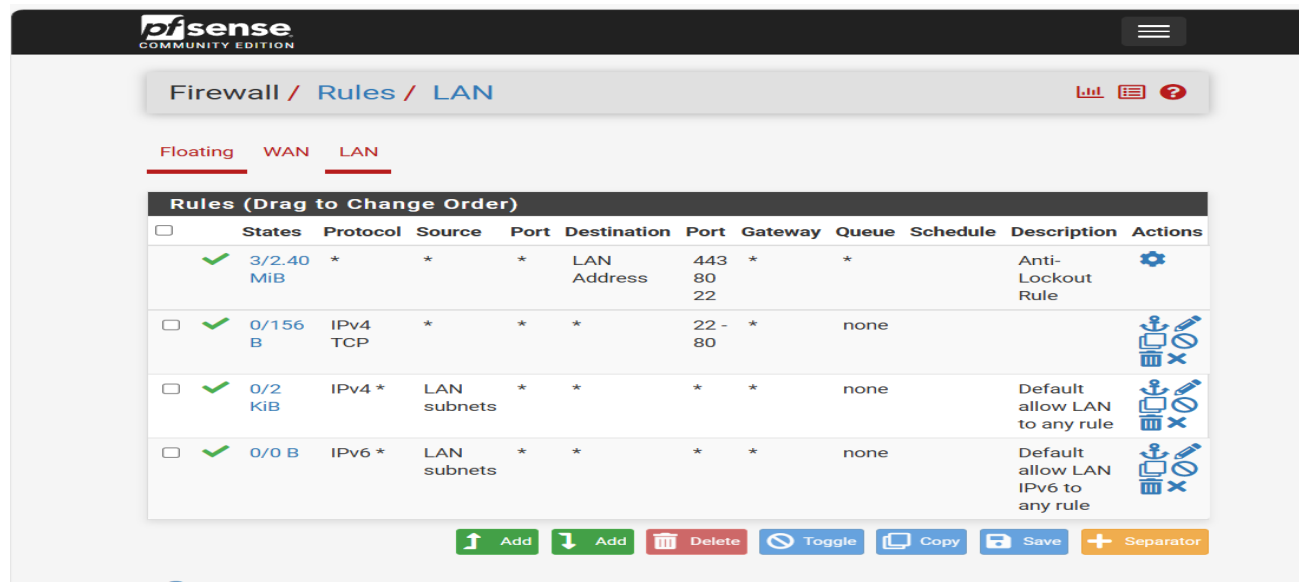 pfsense
COMMUNITY EDITION
Firewall / Rules / LAN
Floating WAN LAN
Rules (Drag to Change Order)
States Protocol Source Port Destination Port Gateway Queue Schedule Description Actions
3/2.40 * * * LAN 443 * * Anti-
MiB Address 80 Lockout
22 Rule
0/156 IPv4 * * * 22 - * none
B TCP 80
0/2 IPv4 * LAN * * * * none Default
KiB subnets allow LAN
to any rule
0/0 B IPv6 * LAN * * * * none Default
subnets allow LAN
IPv6 to
any rule
Add Add Delete Toggle Copy Save Separator